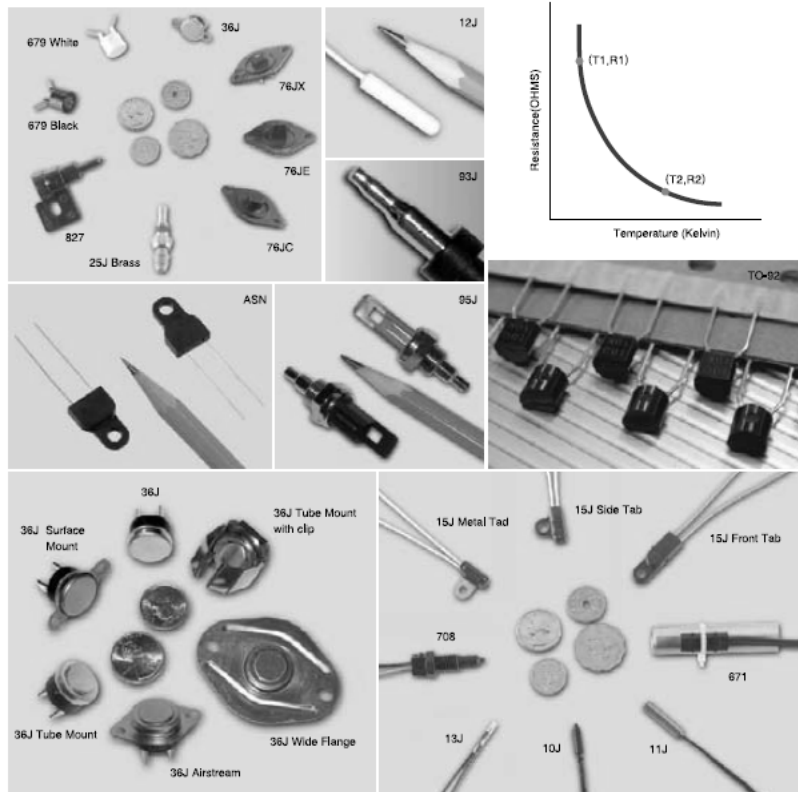 679 White
36J
76JX
679 Black
76JE
827
25J Brass
76JC
12J
93J
Resistance(OHMS)
(T1,R1)
(T2,R2)
Temperature (Kelvin)
ASN
95J
TO-92
36J
36J Surface
Mount
36J Tube Mount
with clip
36J Tube Mount
36J Airstream
36J Wide Flange
15J Metal Tad
15J Side Tab
15J Front Tab
708
671
13J
10J
11J